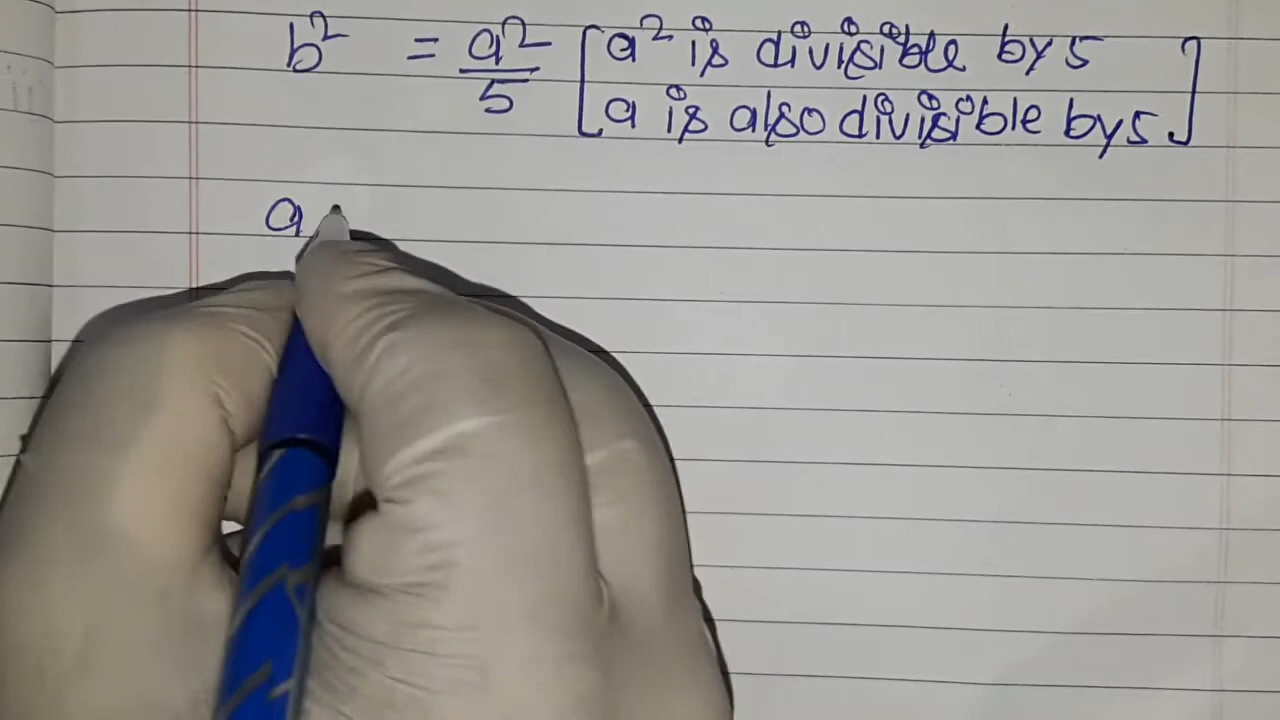 b² = a²/5 [a² is divisible by 5
a is also divisible by 5]
a